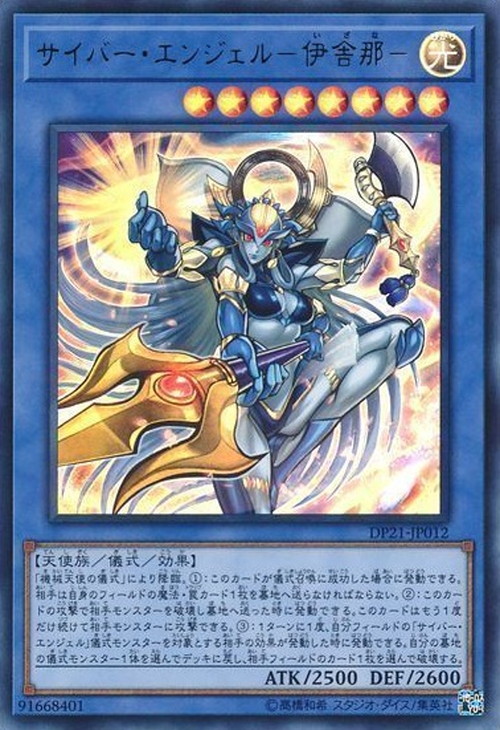 サイバー・エンジェル－伊舎那－
光
DP21-JP012
【天使族／儀式／効果】
「機械天使の儀式」により降臨。①：このカードが儀式召喚に成功した場合に発動できる。
相手は自身のフィールドの魔法・罠カード1枚を墓地へ送らなければならない。②：このカー
ドの攻撃で相手モンスターを破壊し墓地へ送った時に発動できる。このカードはもう1度
だけ続けて相手モンスターに攻撃できる。③：1ターンに1度、自分フィールドの「サイバー・
エンジェル」儀式モンスターを対象とする相手の効果が発動した時に発動できる。自分の墓地
の儀式モンスター1体を選んでデッキに戻し、相手フィールドのカード1枚を選んで破壊する。
ATK/2500 DEF/2600
91668401
©高橋和希 スタジオ・ダイス/集英社